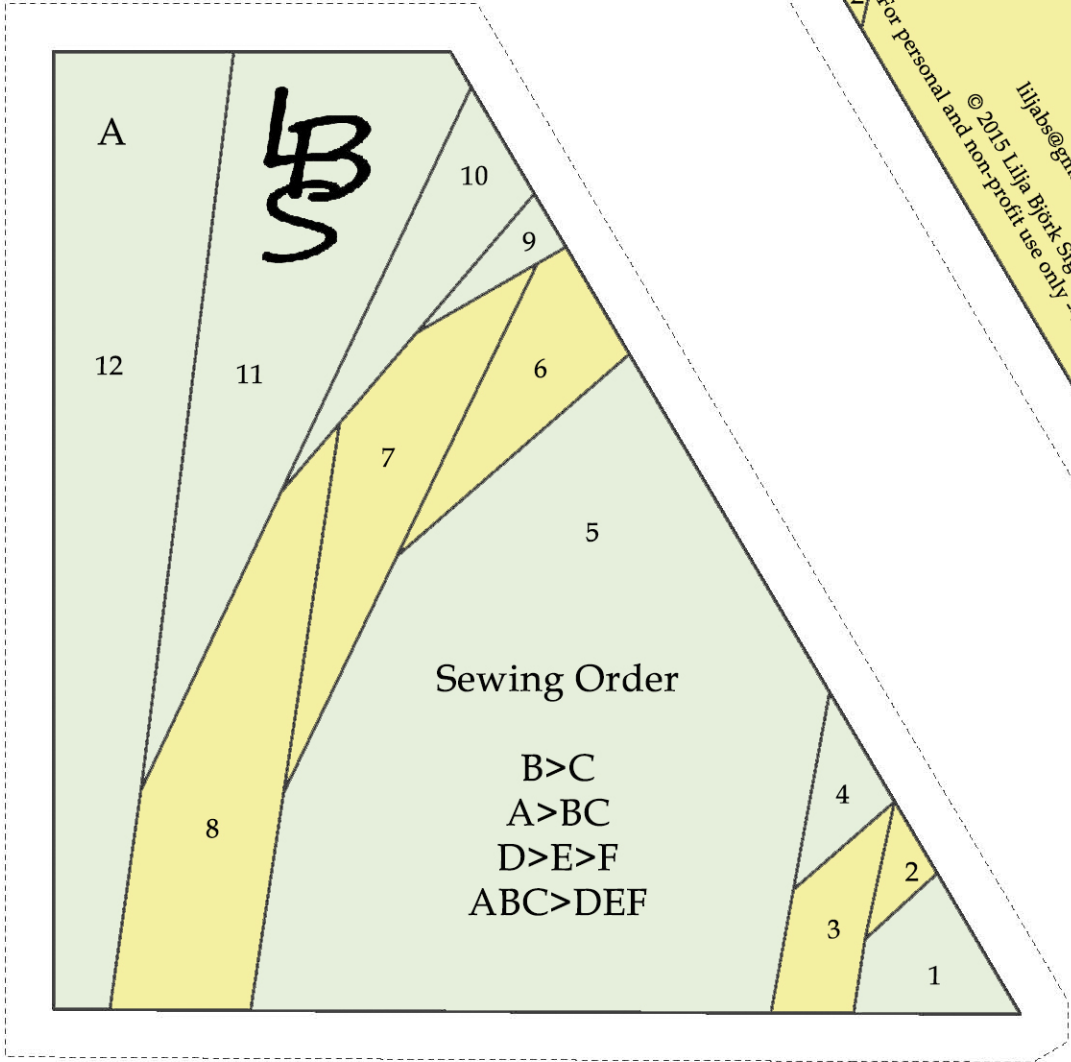 A
LBS
10
9
12
11
6
7
5
Sewing Order
B>C
A>BC
D>E>F
ABC>DEF
4
8
2
3
1
For personal and non-profit use only
© 2015 Lilja Björk
liljabs@gm